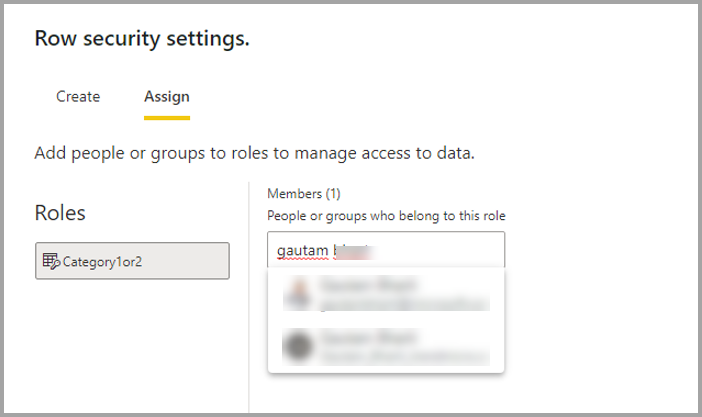 Row security settings.
Create
Assign
Add people or groups to roles to manage access to data.
Roles
Category1or2
Members (1)
People or groups who belong to this role
gautam